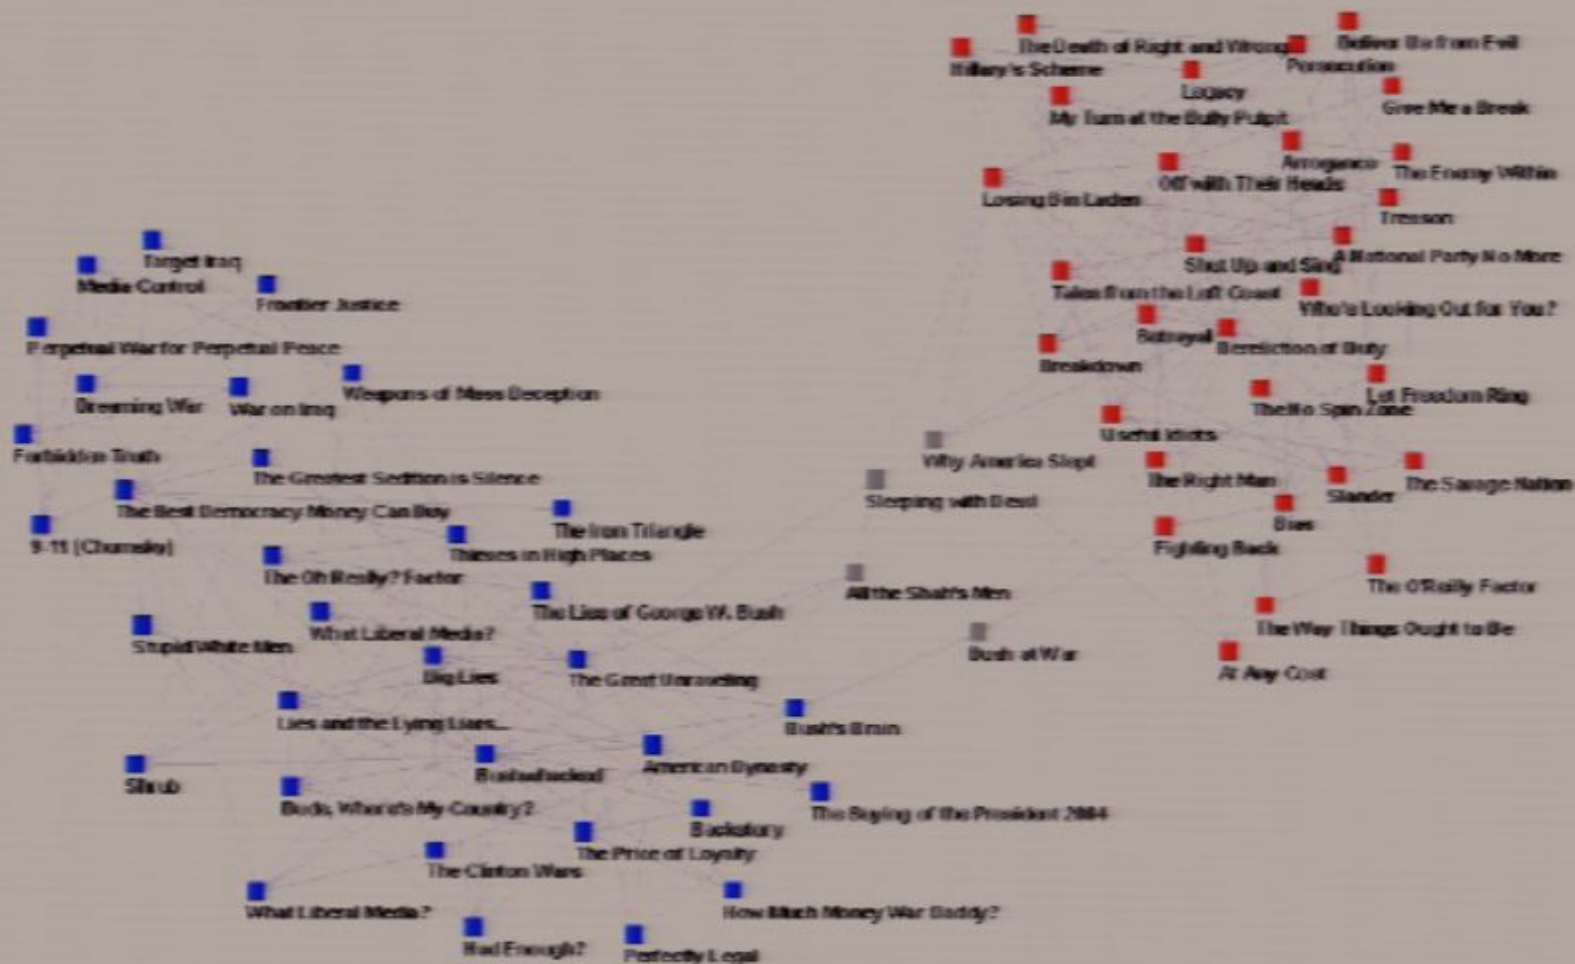 The Death of Right and Wrong
Deliver Us from Evil
Hillary's Scheme
Persecution
Legacy
Give Me a Break
My Turn at the Bully Pulpit
Arrogance
The Enemy Within
Off with Their Heads
Losing Bin Laden
Treason
Target Iraq
Shut Up and Sing
A National Party No More
Media Control
Tales from the Left Coast
Frontier Justice
Who's Looking Out for You?
Betrayal
Perpetual War for Perpetual Peace
Dereliction of Duty
Breakdown
Weapons of Mass Deception
Let Freedom Ring
Dreaming War
War on Iraq
The No Spin Zone
Useful Idiots
Forbidden Truth
Why America Slept
The Greatest Sedition is Silence
The Right Man
The Savage Nation
Slander
Sleeping with Devil
The Best Democracy Money Can Buy
Bias
The Iron Triangle
9-11 [Chomsky]
Thieves in High Places
Fighting Back
The Oh Really? Factor
The O'Reilly Factor
All the Shah's Men
The Lies of George W. Bush
The Way Things Ought to Be
What Liberal Media?
Stupid White Men
Bush at War
At Any Cost
Big Lies
The Great Unraveling
Lies and the Lying Liars...
Bush's Brain
American Dynasty
Bushwhacked
Shrub
Dude, Where's My Country?
The Buying of the President 2004
Backstory
The Price of Loyalty
The Clinton Wars
What Liberal Media?
How Much Money War Daddy?
Had Enough?
Perfectly Legal